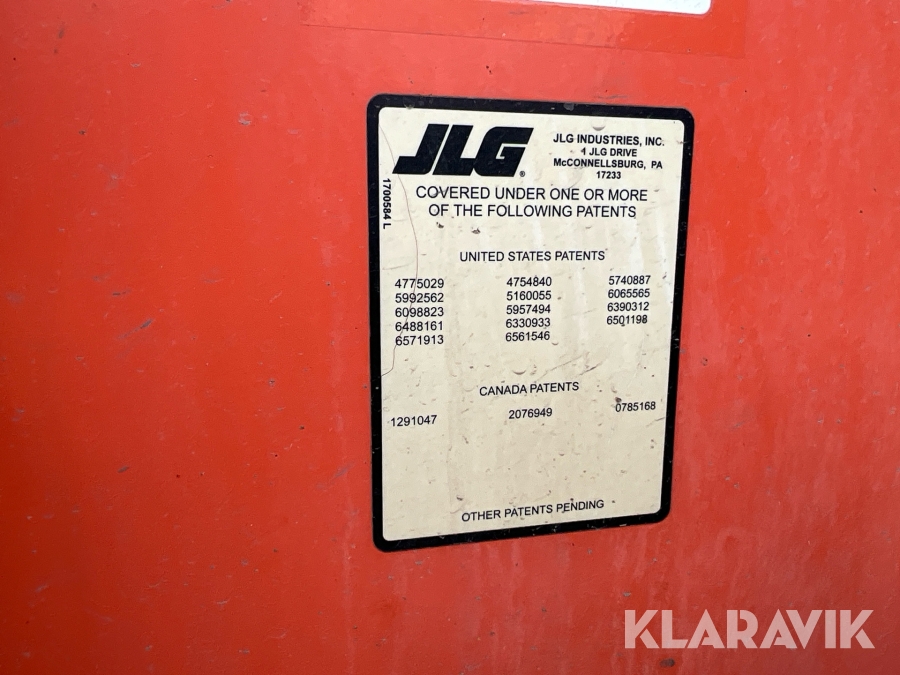 JLG®
JLG INDUSTRIES, INC.
1 JLG DRIVE
McCONNELLSBURG, PA
17233
1700584 L
COVERED UNDER ONE OR MORE
OF THE FOLLOWING PATENTS
UNITED STATES PATENTS
4775029 4754840 5740887
5992562 5160055 6065565
6098823 5957494 6390312
6488161 6330933 6501198
6571913 6561546
CANADA PATENTS
1291047 2076949 0785168
OTHER PATENTS PENDING
KLARAVIK